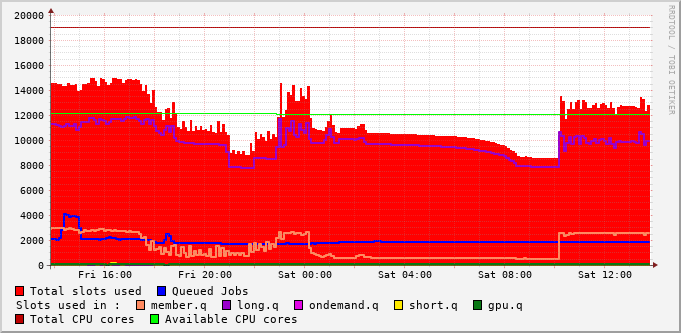 RRDTOOL / TOBI OETIKER
20000
18000
16000
14000
12000
10000
8000
6000
4000
2000
0
Fri 16:00 Fri 20:00 Sat 00:00 Sat 04:00 Sat 08:00 Sat 12:00
Total slots used Queued Jobs
Slots used in : member.q long.q ondemand.q short.q gpu.q
Total CPU cores Available CPU cores